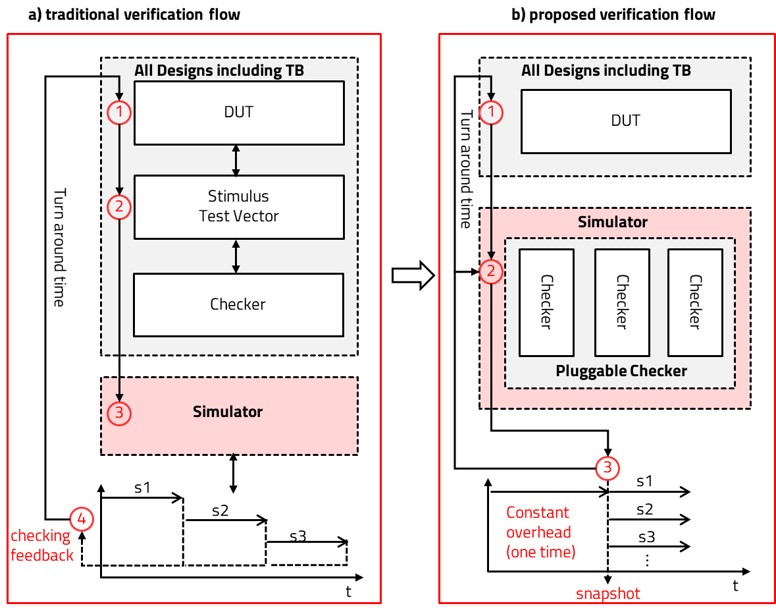 a) traditional verification flow
All Designs including TB
1
DUT
2
Stimulus
Test Vector
Checker
Turn around time
3
Simulator
s1
s2
s3
4
checking
feedback
t
b) proposed verification flow
All Designs including TB
1
DUT
Turn around time
Simulator
2
Checker
Checker
Checker
Pluggable Checker
3
s1
Constant
overhead
(one time)
s2
s3
...
t
snapshot